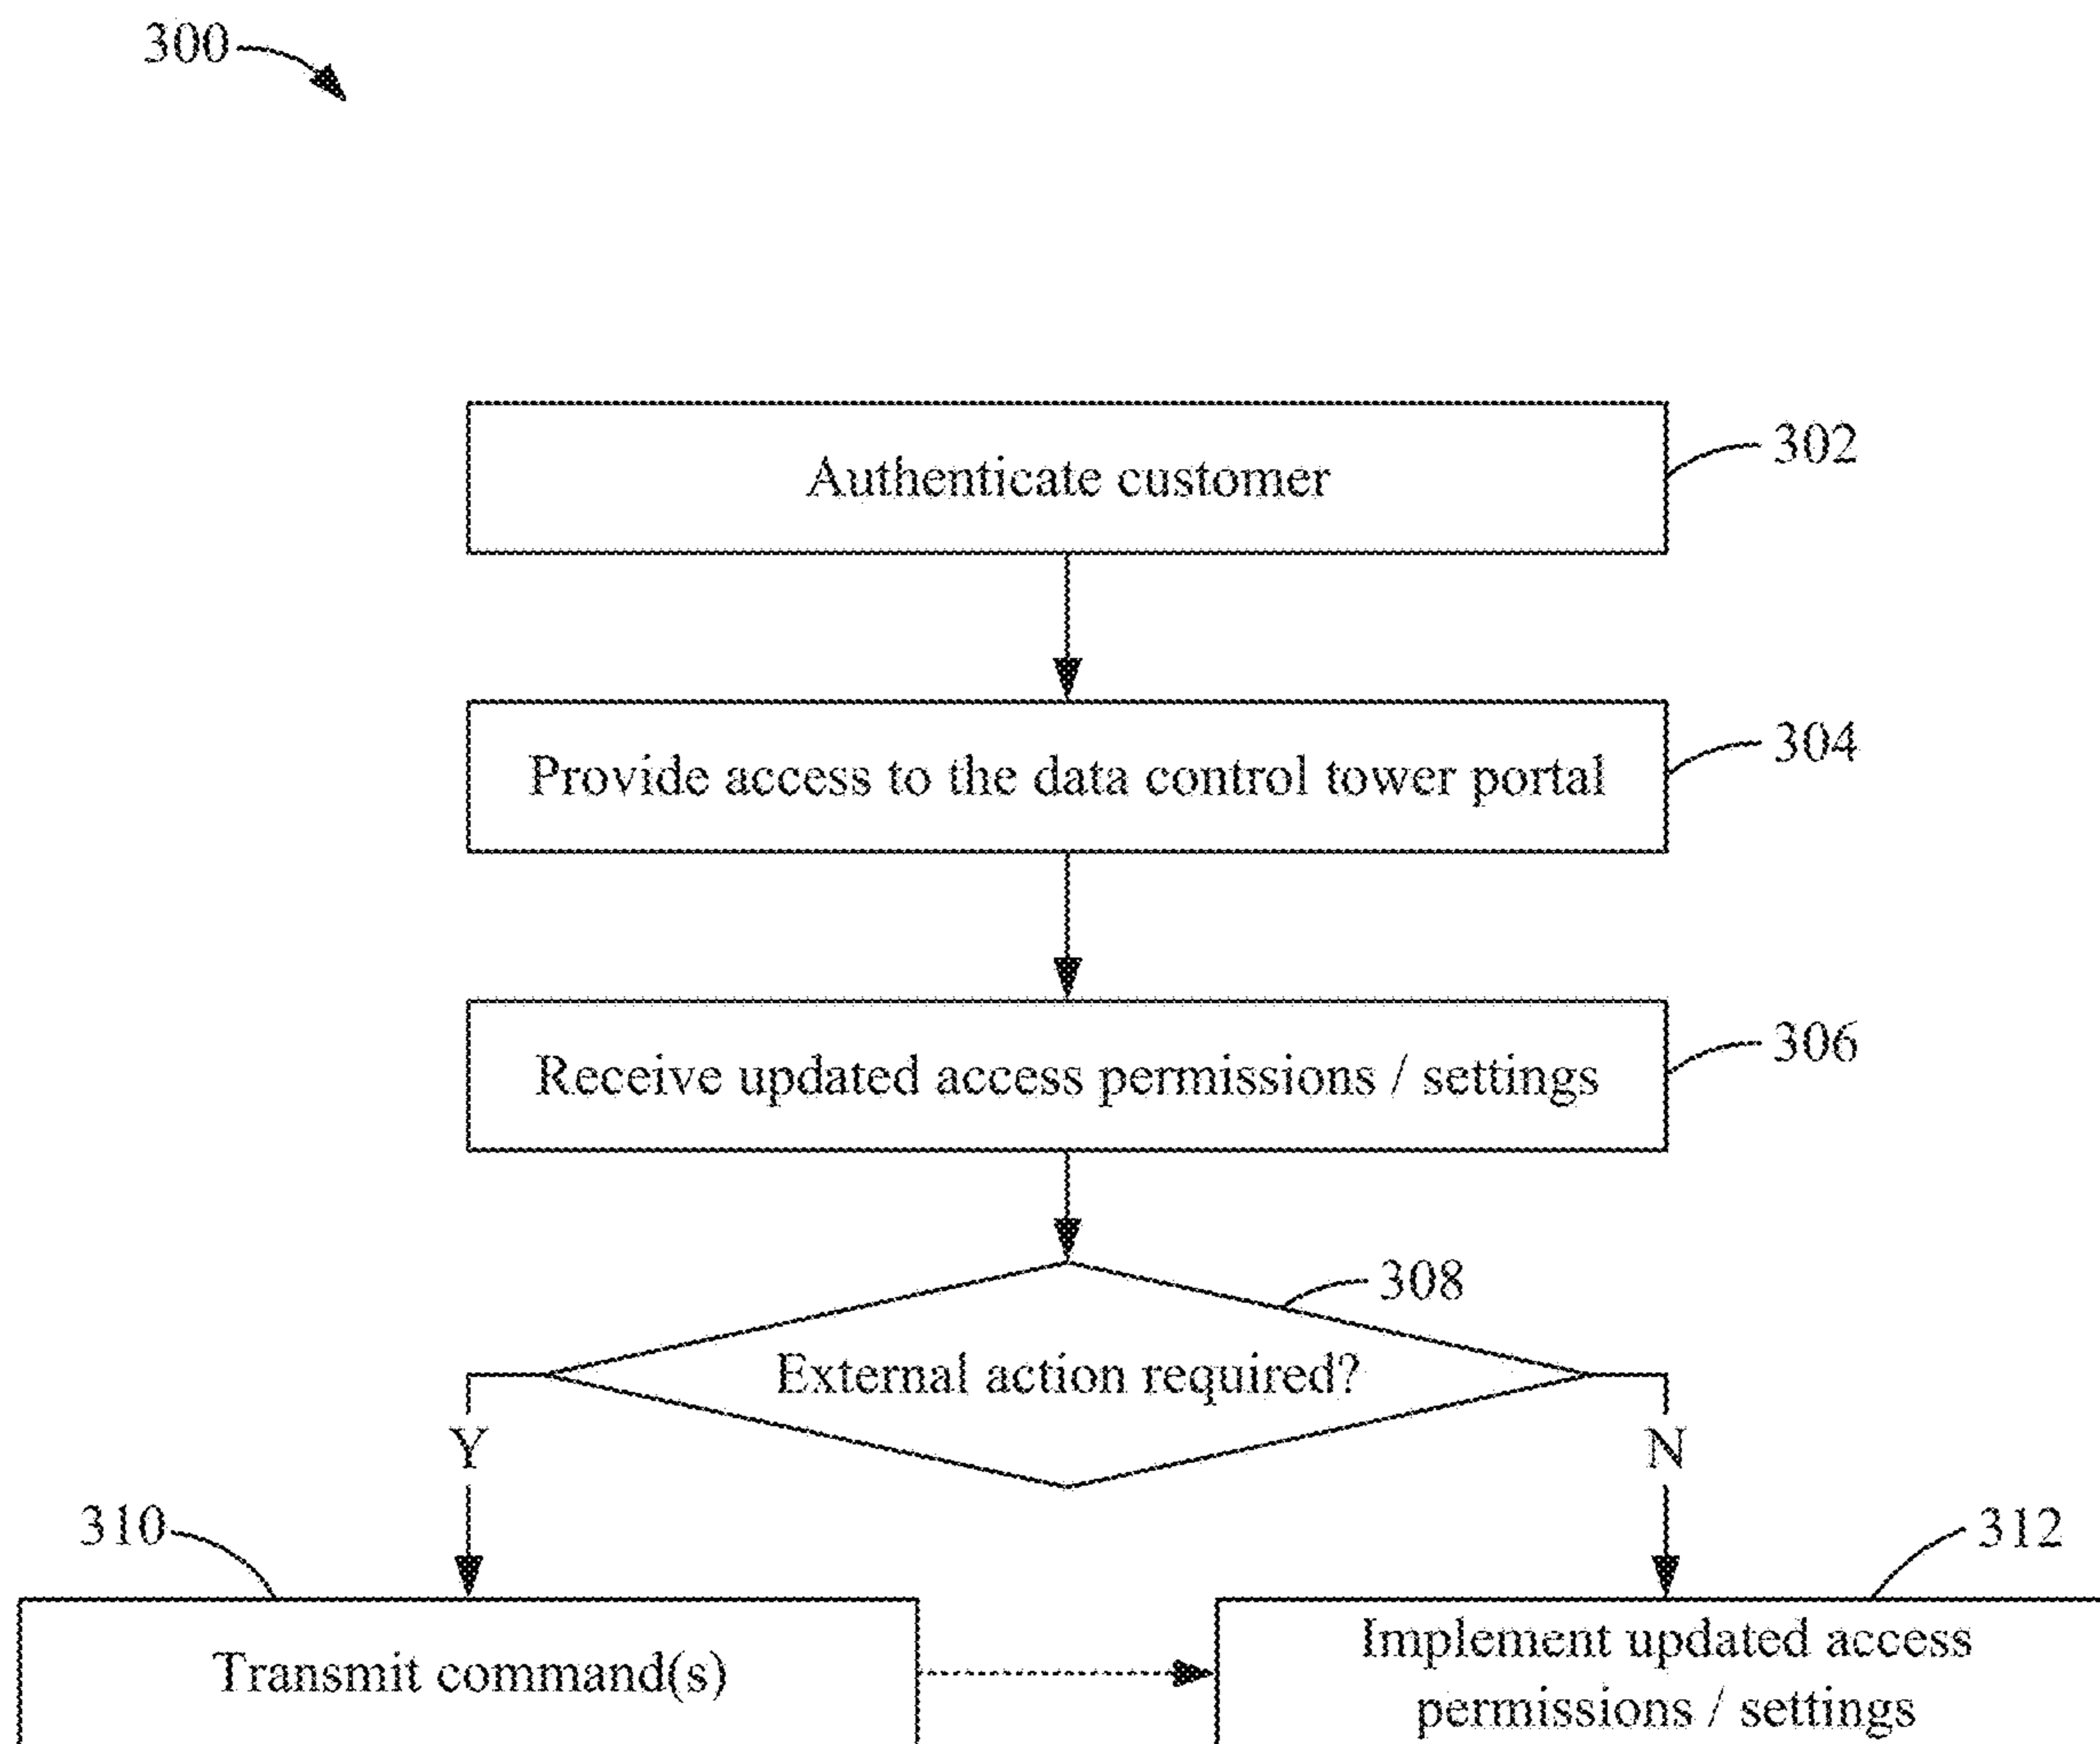 300
Authenticate customer
302
Provide access to the data control tower portal
304
Receive updated access permissions / settings
306
308
External action required?
Y
N
310
312
Transmit command(s)
Implement updated access
permissions / settings